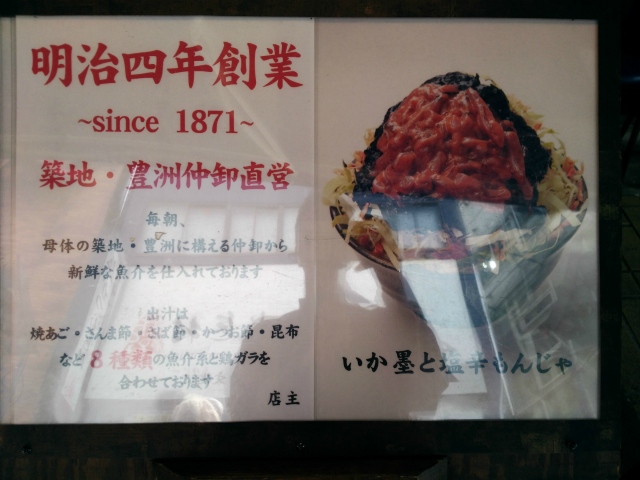 明治四年創業
~since 1871~
築地・豊洲仲卸直営
毎朝、
母体の築地・豊洲に構える仲卸から
新鮮な魚介を仕入れております
出汁は
焼あご・さんま節・さば節・かつお節・昆布
など8種類の魚介系と鶏ガラを
合わせております
店主
いか墨と塩辛もんじゃ